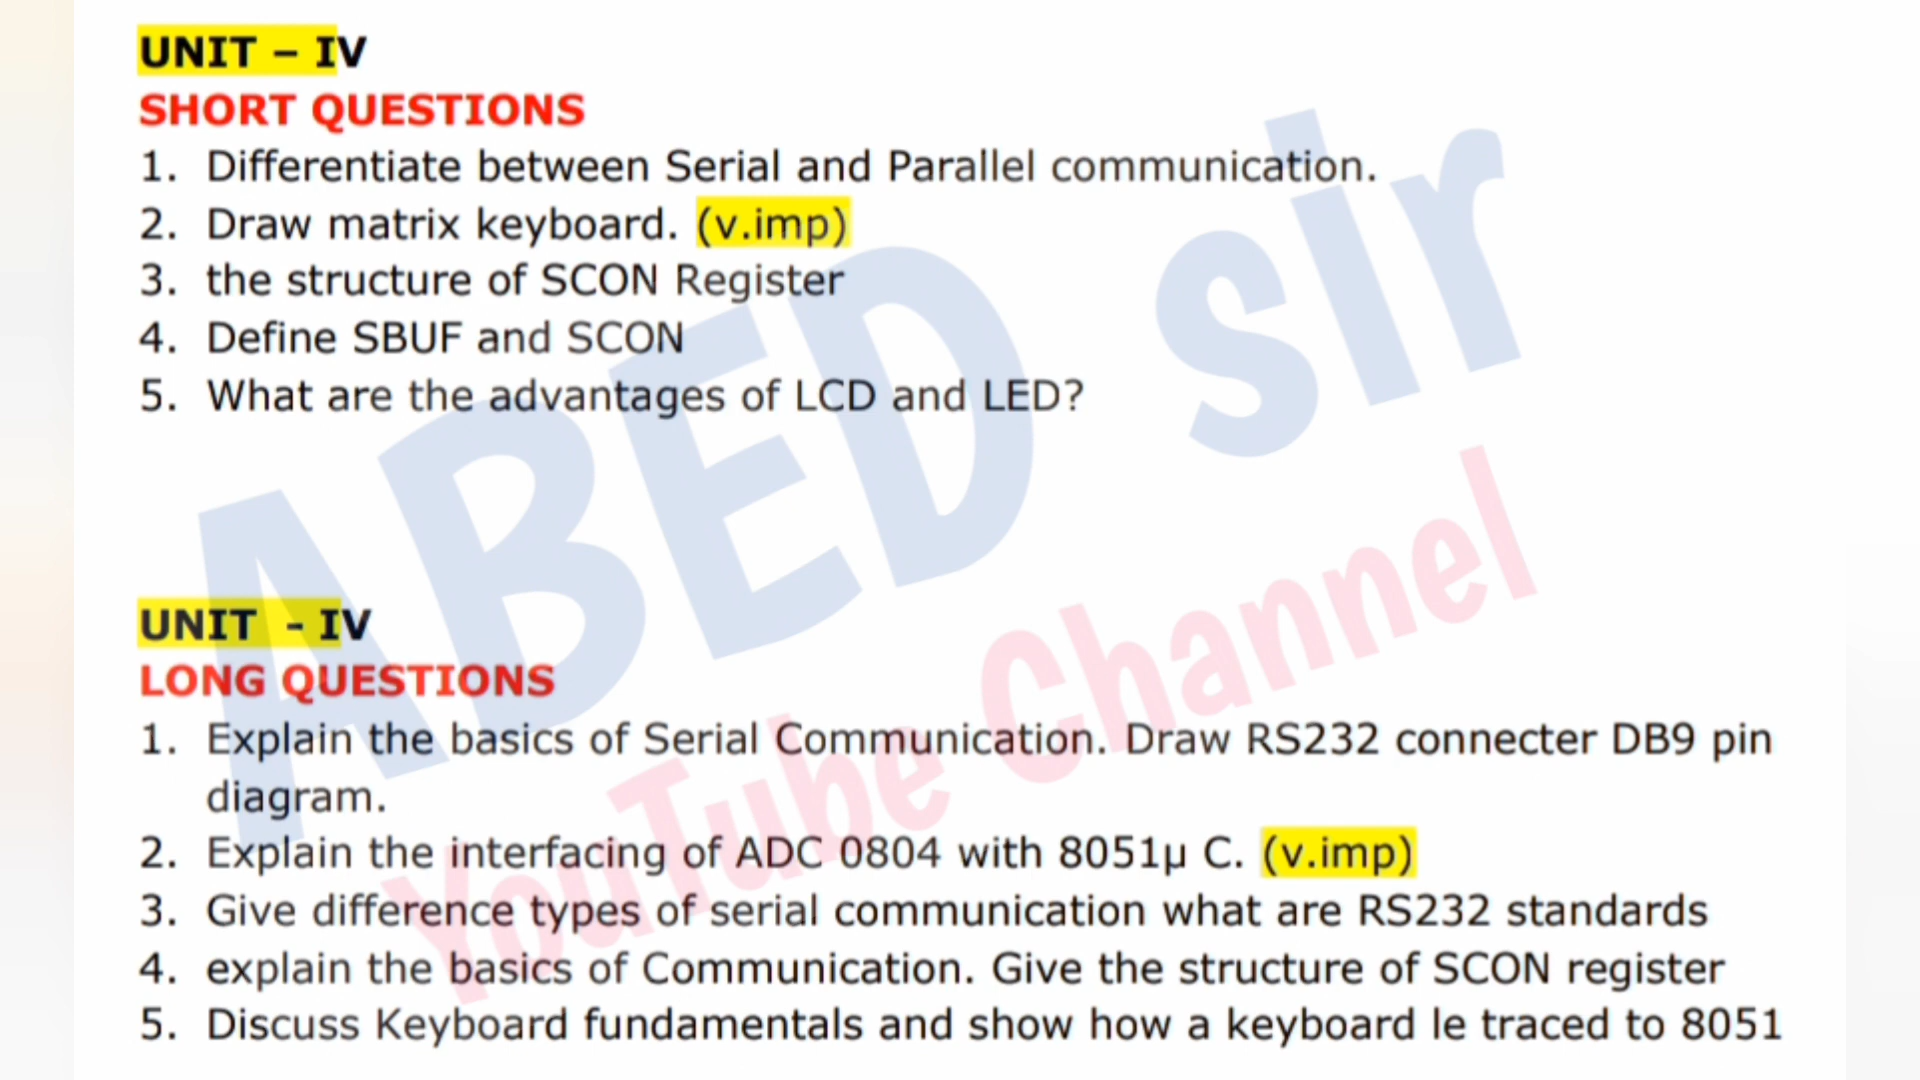 UNIT – IV
SHORT QUESTIONS
1. Differentiate between Serial and Parallel communication.
2. Draw matrix keyboard. (v.imp)
3. the structure of SCON Register
4. Define SBUF and SCON
5. What are the advantages of LCD and LED?
ABED sir
YouTube Channel
UNIT - IV
LONG QUESTIONS
1. Explain the basics of Serial Communication. Draw RS232 connecter DB9 pin
diagram.
2. Explain the interfacing of ADC 0804 with 8051µ C. (v.imp)
3. Give difference types of serial communication what are RS232 standards
4. explain the basics of Communication. Give the structure of SCON register
5. Discuss Keyboard fundamentals and show how a keyboard le traced to 8051